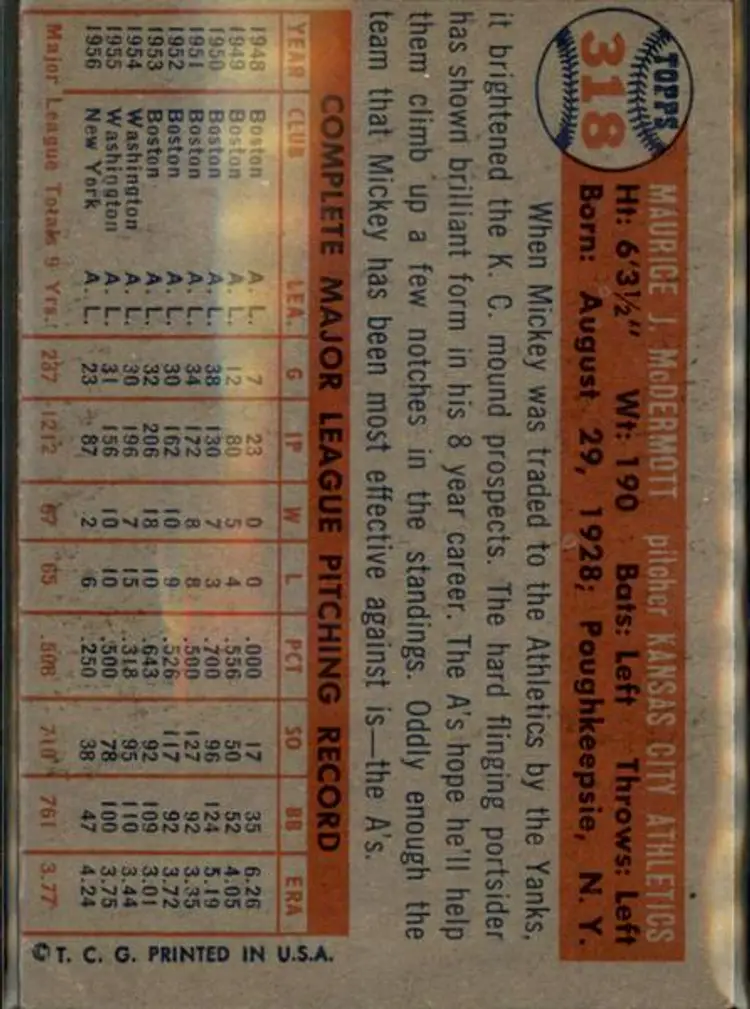 TOPPS
318
MAURICE J. McDERMOTT pitcher KANSAS CITY ATHLETICS
Ht: 6'3½" Wt: 190 Bats: Left Throws: Left
Born: August 29, 1928; Poughkeepsie, N. Y.
When Mickey was traded to the Athletics by the Yanks,
it brightened the K. C. mound prospects. The hard flinging portsider
has shown brilliant form in his 8 year career. The A's hope he'll help
them climb up a few notches in the standings. Oddly enough the
team that Mickey has been most effective against is—the A's.
COMPLETE MAJOR LEAGUE PITCHING RECORD
YEAR CLUB LEA. G IP W L PCT SO BB ERA
1948 Boston A. L. 7 23 0 0 .000 17 35 6.26
1949 Boston A. L. 12 80 5 4 .556 50 52 4.05
1950 Boston A. L. 38 130 7 3 .700 96 124 5.19
1951 Boston A. L. 34 172 8 8 .500 127 92 3.35
1952 Boston A. L. 30 162 10 9 .526 117 92 3.72
1953 Boston A. L. 32 206 18 10 .643 92 109 3.01
1954 Washington A. L. 30 196 7 15 .318 95 110 3.44
1955 Washington A. L. 31 156 10 10 .500 78 100 3.75
1956 New York A. L. 23 87 2 6 .250 38 47 4.24
Major League Totals 9 Yrs. 237 1212 67 65 .508 710 761 3.77
© T. C. G. PRINTED IN U.S.A.